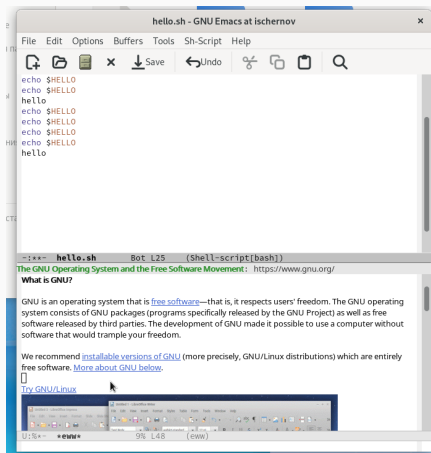 hello.sh - GNU Emacs at ischernov
File Edit Options Buffers Tools Sh-Script Help
Save Undo
echo $HELLO
echo $HELLO
hello
echo $HELLO
echo $HELLO
echo $HELLO
echo $HELLO
hello
-:**- hello.sh Bot L25 (Shell-script[bash])
The GNU Operating System and the Free Software Movement: https://www.gnu.org/
What is GNU?
GNU is an operating system that is free software—that is, it respects users' freedom. The GNU operating
system consists of GNU packages (programs specifically released by the GNU Project) as well as free
software released by third parties. The development of GNU made it possible to use a computer without
software that would trample your freedom.
We recommend installable versions of GNU (more precisely, GNU/Linux distributions) which are entirely
free software. More about GNU below.
Try GNU/Linux
U:%*- *eww* 9% L48 (eww)